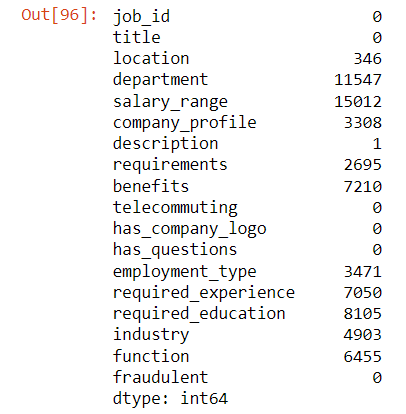 Out[96]: job_id 0
title 0
location 346
department 11547
salary_range 15012
company_profile 3308
description 1
requirements 2695
benefits 7210
telecommuting 0
has_company_logo 0
has_questions 0
employment_type 3471
required_experience 7050
required_education 8105
industry 4903
function 6455
fraudulent 0
dtype: int64